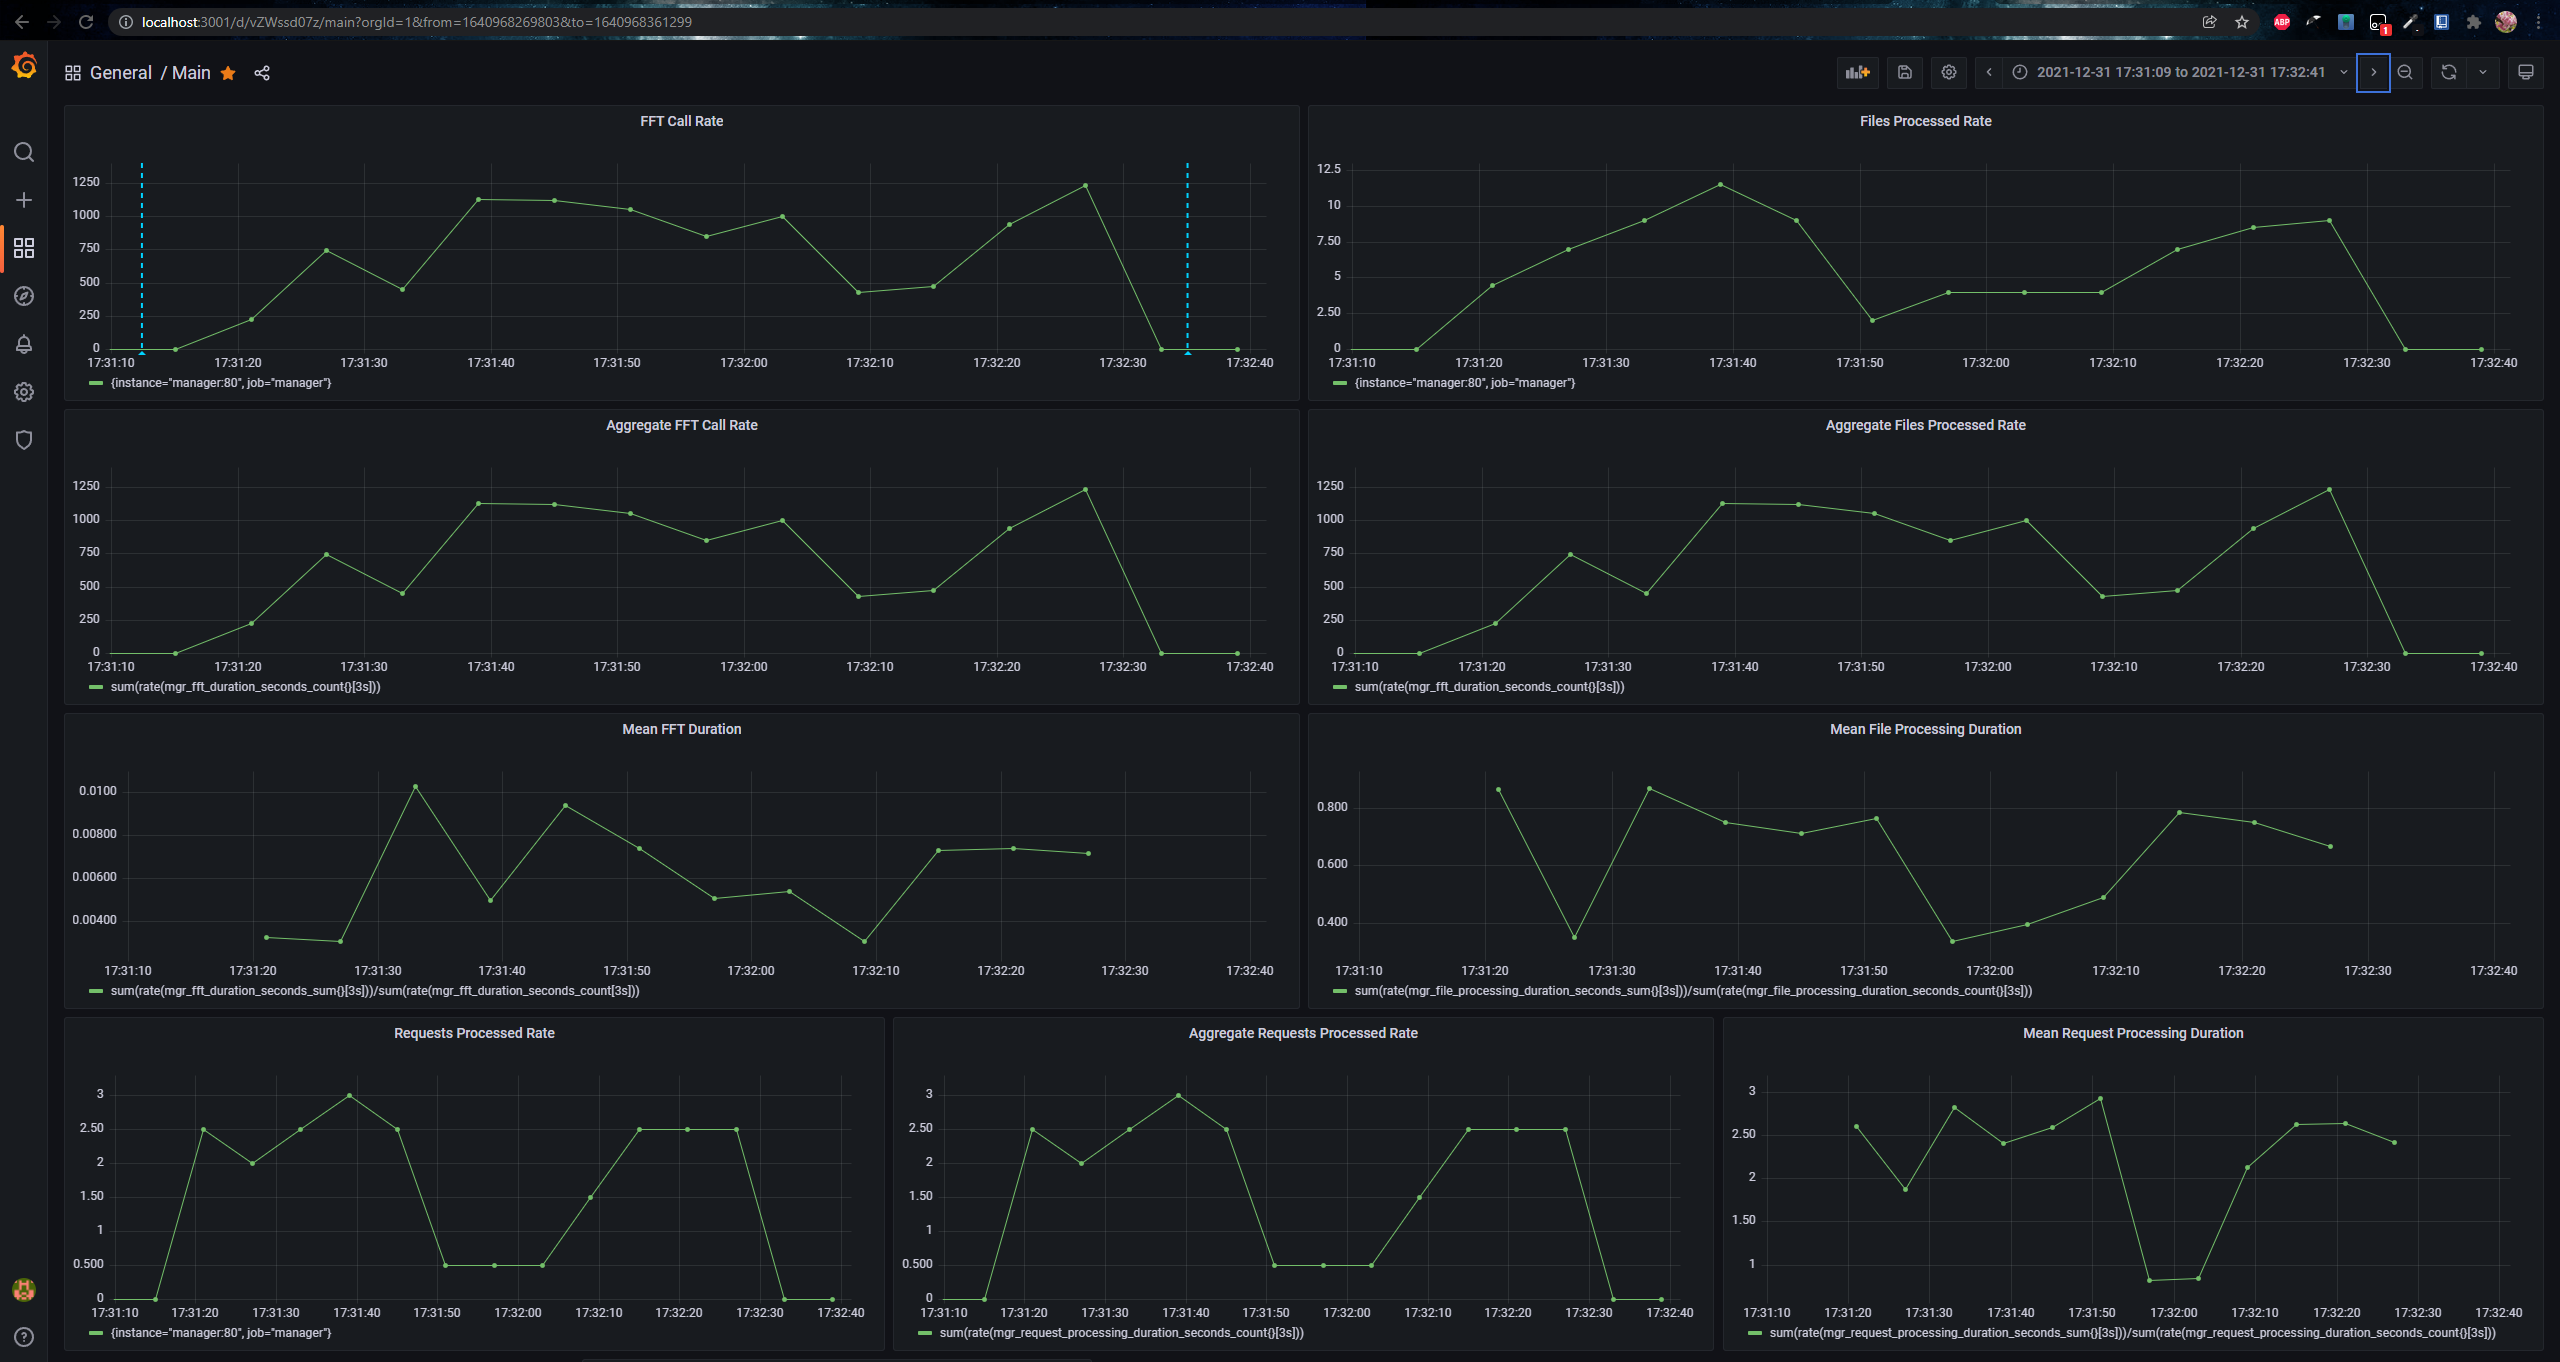 localhost:3001/d/vZWssd07z/main?orgId=1&from=1640968269803&to=1640968361299
ABP
1
General / Main
2021-12-31 17:31:09 to 2021-12-31 17:32:41
FFT Call Rate
1250
1000
750
500
250
0
17:31:10 17:31:20 17:31:30 17:31:40 17:31:50 17:32:00 17:32:10 17:32:20 17:32:30 17:32:40
{instance="manager:80", job="manager"}
Files Processed Rate
12.5
10
7.50
5
2.50
0
17:31:10 17:31:20 17:31:30 17:31:40 17:31:50 17:32:00 17:32:10 17:32:20 17:32:30 17:32:40
{instance="manager:80", job="manager"}
Aggregate FFT Call Rate
1250
1000
750
500
250
0
17:31:10 17:31:20 17:31:30 17:31:40 17:31:50 17:32:00 17:32:10 17:32:20 17:32:30 17:32:40
sum(rate(mgr_fft_duration_seconds_count{}[3s]))
Aggregate Files Processed Rate
1250
1000
750
500
250
0
17:31:10 17:31:20 17:31:30 17:31:40 17:31:50 17:32:00 17:32:10 17:32:20 17:32:30 17:32:40
sum(rate(mgr_fft_duration_seconds_count{}[3s]))
Mean FFT Duration
0.0100
0.00800
0.00600
0.00400
17:31:10 17:31:20 17:31:30 17:31:40 17:31:50 17:32:00 17:32:10 17:32:20 17:32:30 17:32:40
sum(rate(mgr_fft_duration_seconds_sum{}[3s]))/sum(rate(mgr_fft_duration_seconds_count[3s]))
Mean File Processing Duration
0.800
0.600
0.400
17:31:10 17:31:20 17:31:30 17:31:40 17:31:50 17:32:00 17:32:10 17:32:20 17:32:30 17:32:40
sum(rate(mgr_file_processing_duration_seconds_sum{}[3s]))/sum(rate(mgr_file_processing_duration_seconds_count{}[3s]))
Requests Processed Rate
3
2.50
2
1.50
1
0.500
0
17:31:10 17:31:20 17:31:30 17:31:40 17:31:50 17:32:00 17:32:10 17:32:20 17:32:30 17:32:40
{instance="manager:80", job="manager"}
Aggregate Requests Processed Rate
3
2.50
2
1.50
1
0.500
0
17:31:10 17:31:20 17:31:30 17:31:40 17:31:50 17:32:00 17:32:10 17:32:20 17:32:30 17:32:40
sum(rate(mgr_request_processing_duration_seconds_count{}[3s]))
Mean Request Processing Duration
3
2.50
2
1.50
1
17:31:10 17:31:20 17:31:30 17:31:40 17:31:50 17:32:00 17:32:10 17:32:20 17:32:30 17:32:40
sum(rate(mgr_request_processing_duration_seconds_sum{}[3s]))/sum(rate(mgr_request_processing_duration_seconds_count{}[3s]))